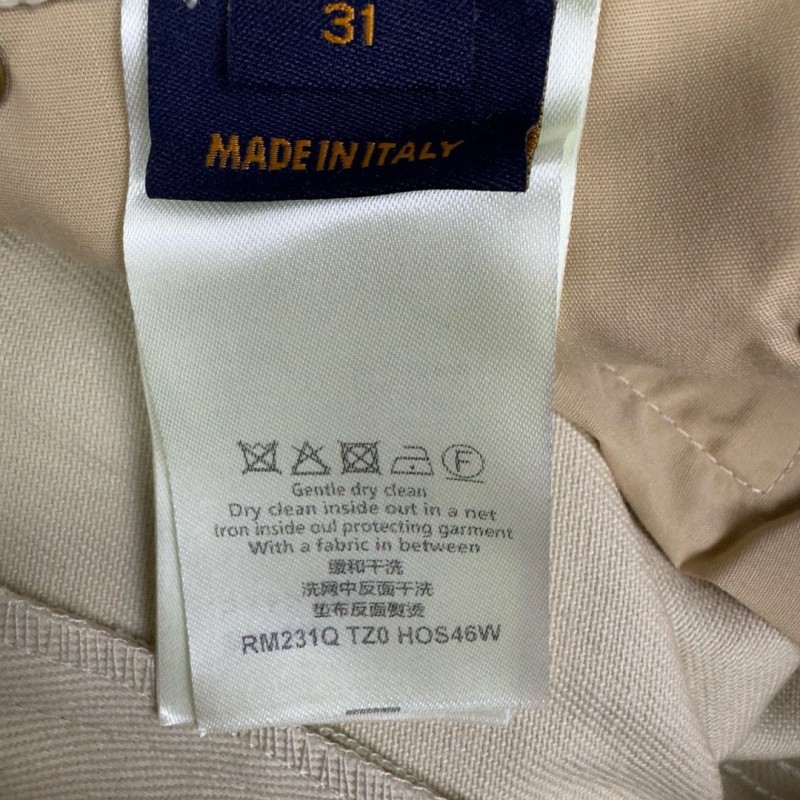 31
MADE IN ITALY
F
Gentle dry clean
Dry clean inside out in a net
Iron inside oul protecting garment
With a fabric in between
缓和干洗
洗网中反面干洗
垫布反面熨烫
RM231Q TZ0 HOS46W